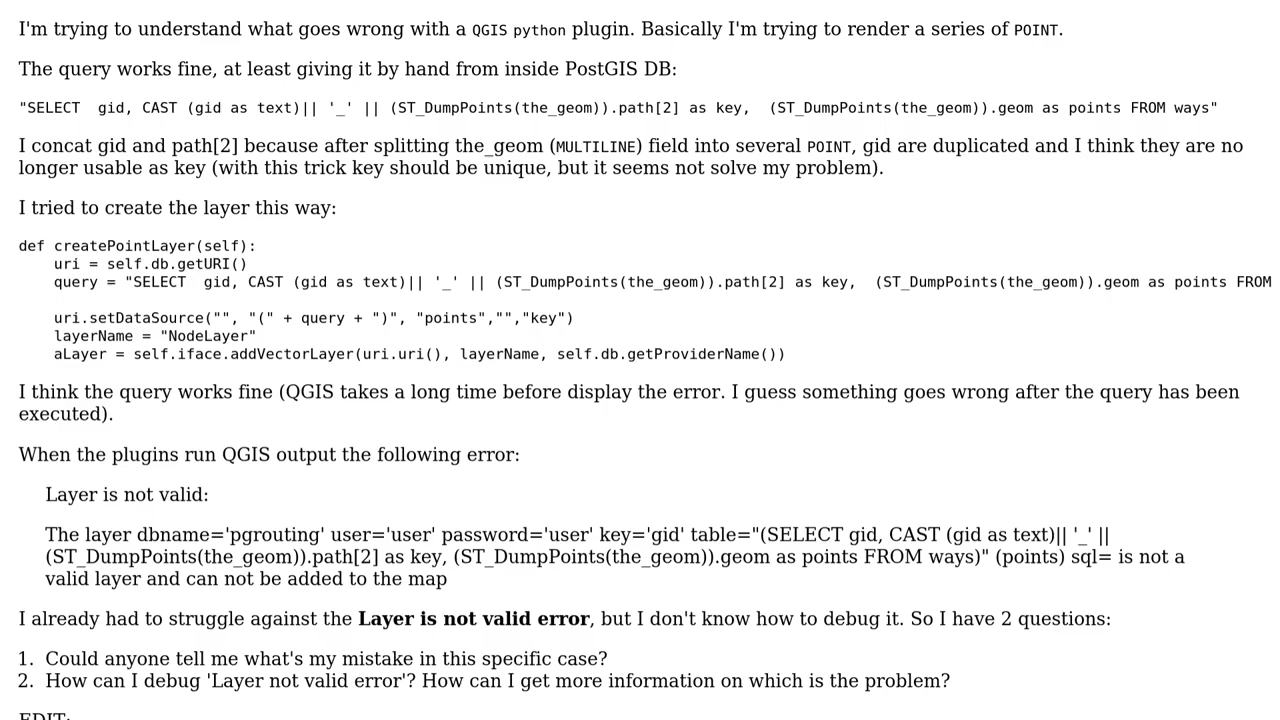 I'm trying to understand what goes wrong with a QGIS python plugin. Basically I'm trying to render a series of POINT.
The query works fine, at least giving it by hand from inside PostGIS DB:
"SELECT  gid, CAST (gid as text)|| '_' || (ST_DumpPoints(the_geom)).path[2] as key,  (ST_DumpPoints(the_geom)).geom as points FROM ways"
I concat gid and path[2] because after splitting the_geom (MULTILINE) field into several POINT, gid are duplicated and I think they are no
longer usable as key (with this trick key should be unique, but it seems not solve my problem).
I tried to create the layer this way:
def createPointLayer(self):
    uri = self.db.getURI()
    query = "SELECT  gid, CAST (gid as text)|| '_' || (ST_DumpPoints(the_geom)).path[2] as key,  (ST_DumpPoints(the_geom)).geom as points FROM
    uri.setDataSource("", "(" + query + ")", "points","","key")
    layerName = "NodeLayer"
    aLayer = self.iface.addVectorLayer(uri.uri(), layerName, self.db.getProviderName())
I think the query works fine (QGIS takes a long time before display the error. I guess something goes wrong after the query has been
executed).
When the plugins run QGIS output the following error:
Layer is not valid:
The layer dbname='pgrouting' user='user' password='user' key='gid' table="(SELECT gid, CAST (gid as text)|| '_' ||
(ST_DumpPoints(the_geom)).path[2] as key, (ST_DumpPoints(the_geom)).geom as points FROM ways)" (points) sql= is not a
valid layer and can not be added to the map
I already had to struggle against the Layer is not valid error, but I don't know how to debug it. So I have 2 questions:
1. Could anyone tell me what's my mistake in this specific case?
2. How can I debug 'Layer not valid error'? How can I get more information on which is the problem?
EDIT: